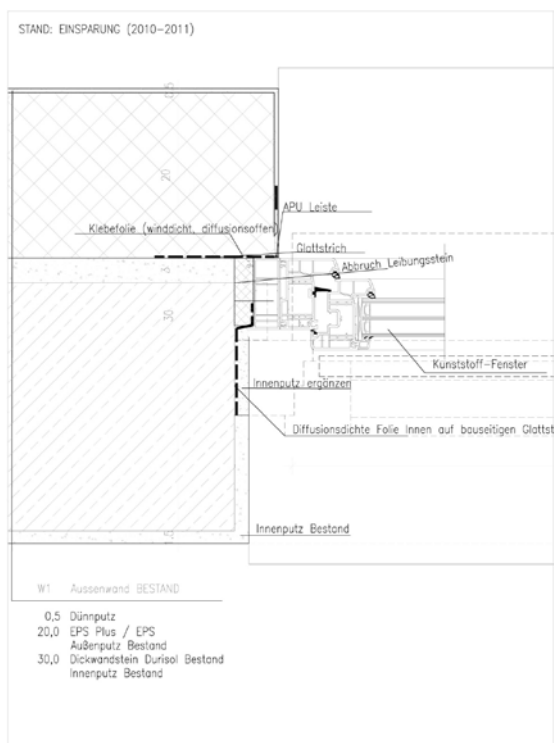 STAND: EINSPARUNG (2010-2011)
0,5
20
APU Leiste
Klebefolie (winddicht, diffusionsoffen)
Glattstrich
Abbruch Leibungsstein
30
Kunststoff-Fenster
Innenputz ergänzen
Diffusionsdichte Folie Innen auf bauseitigen Glattst
Innenputz Bestand
W1 Aussenwand BESTAND
0,5 Dünnputz
20,0 EPS Plus / EPS
Außenputz Bestand
30,0 Dickwandstein Durisol Bestand
Innenputz Bestand